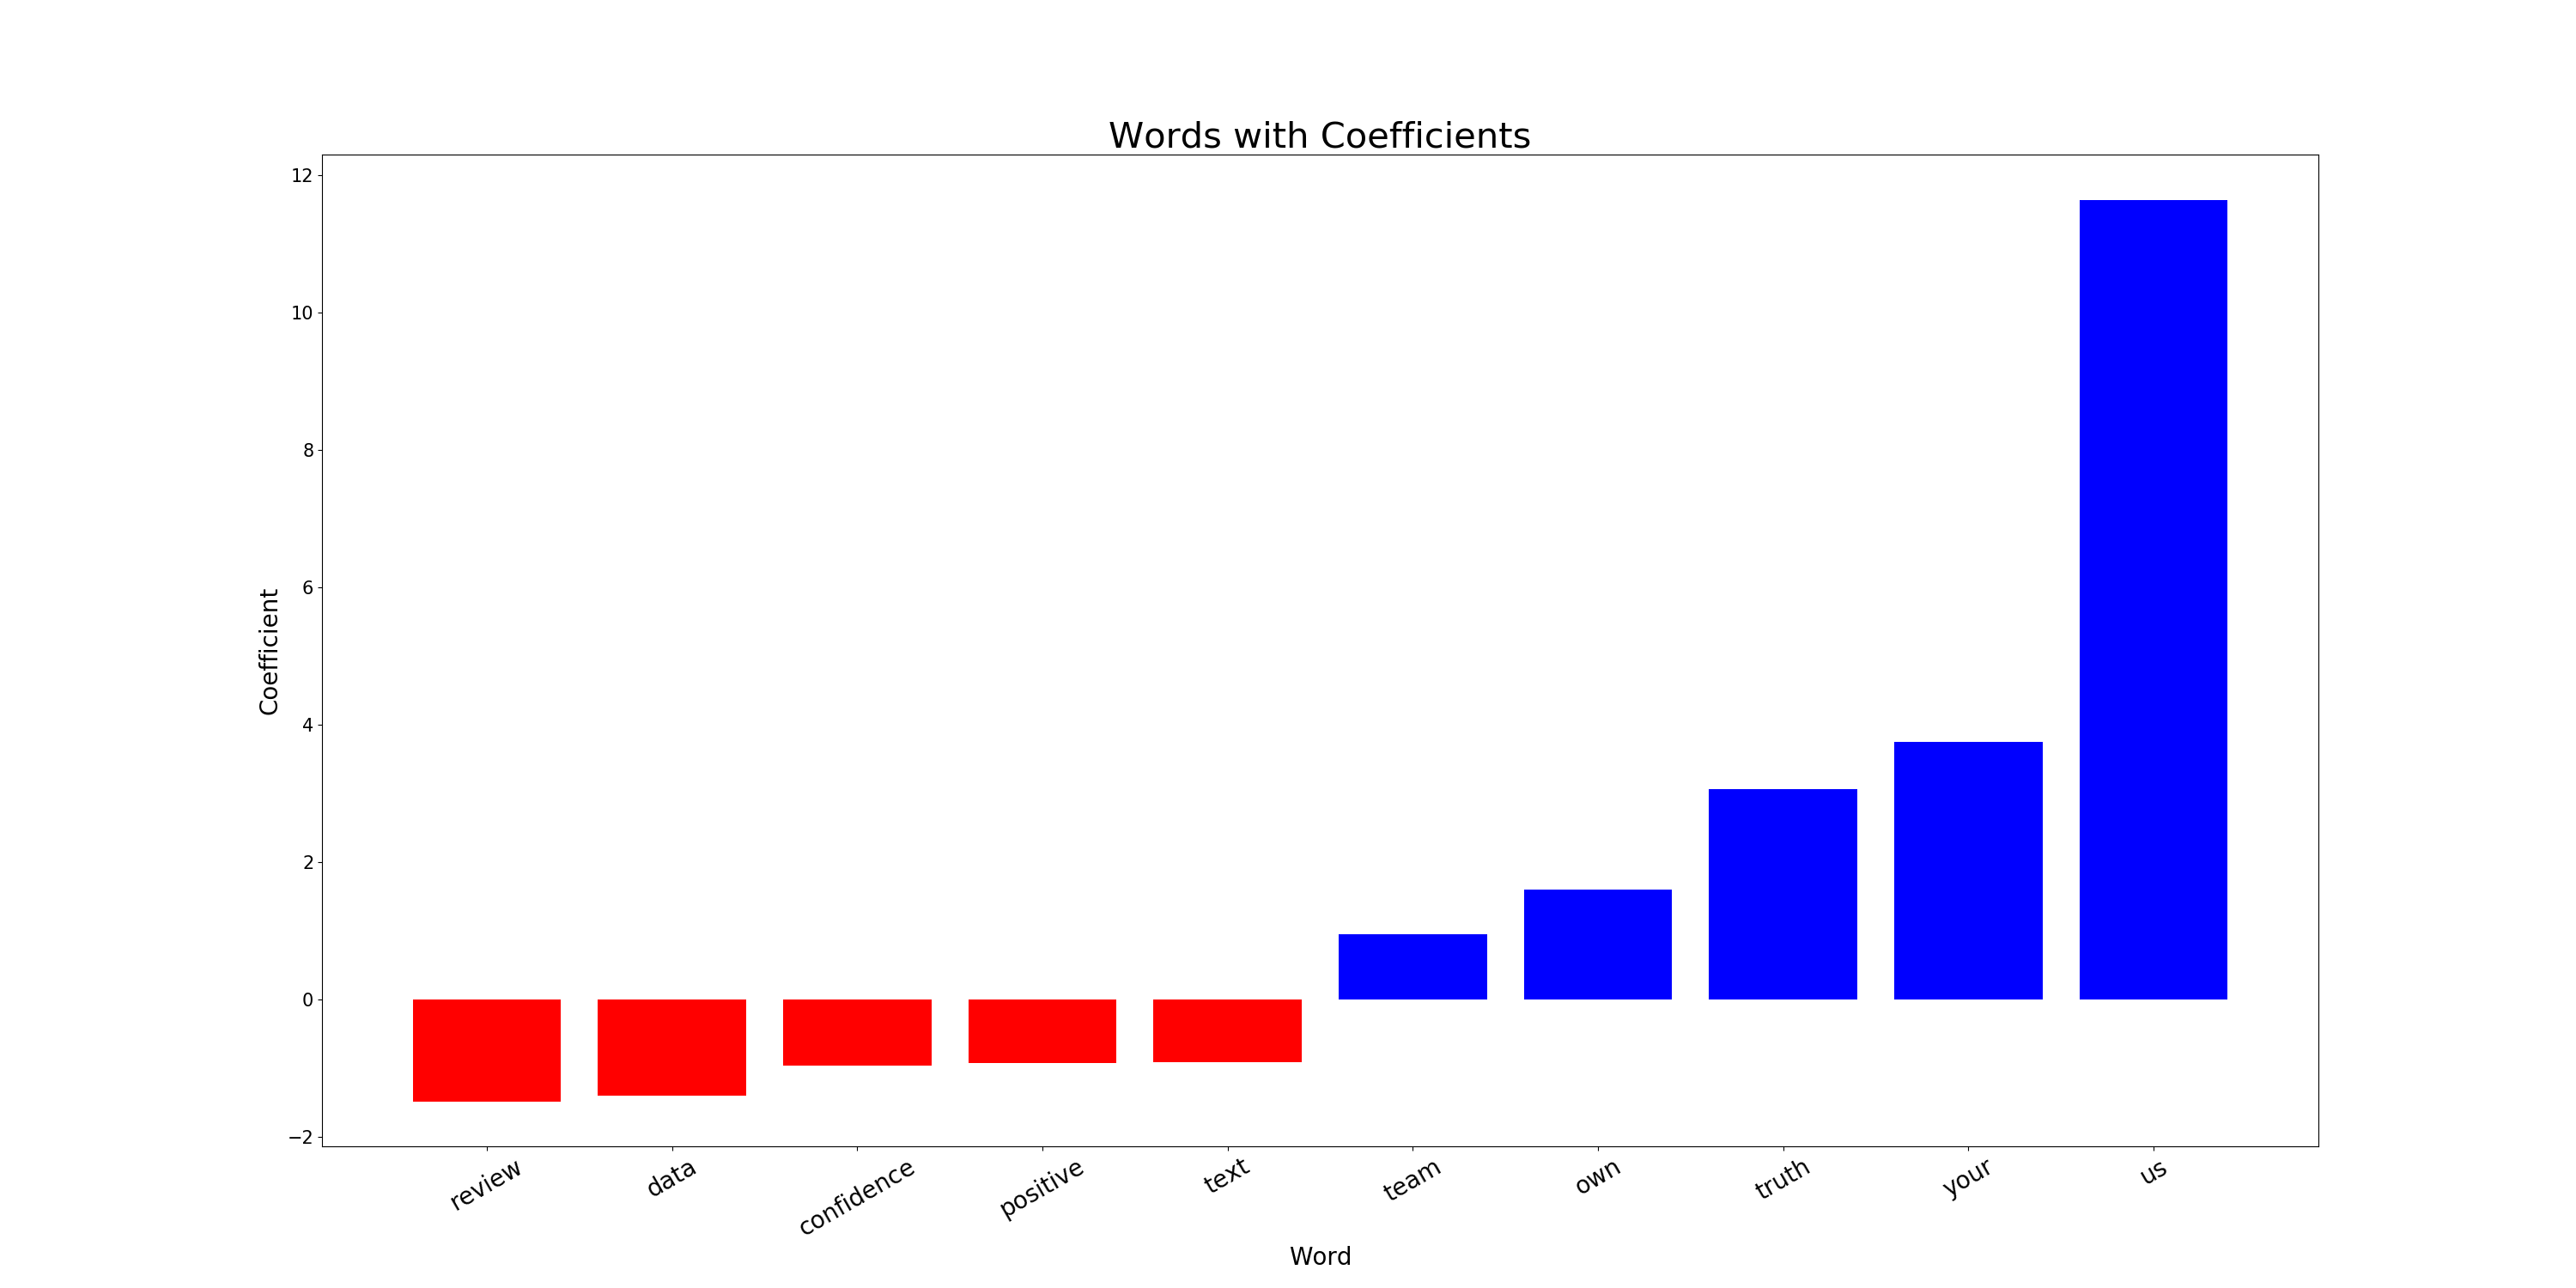 Words with Coefficients
12
10
8
6
4
2
0
−2
Coefficient
review
data
confidence
positive
text
team
own
truth
your
us
Word